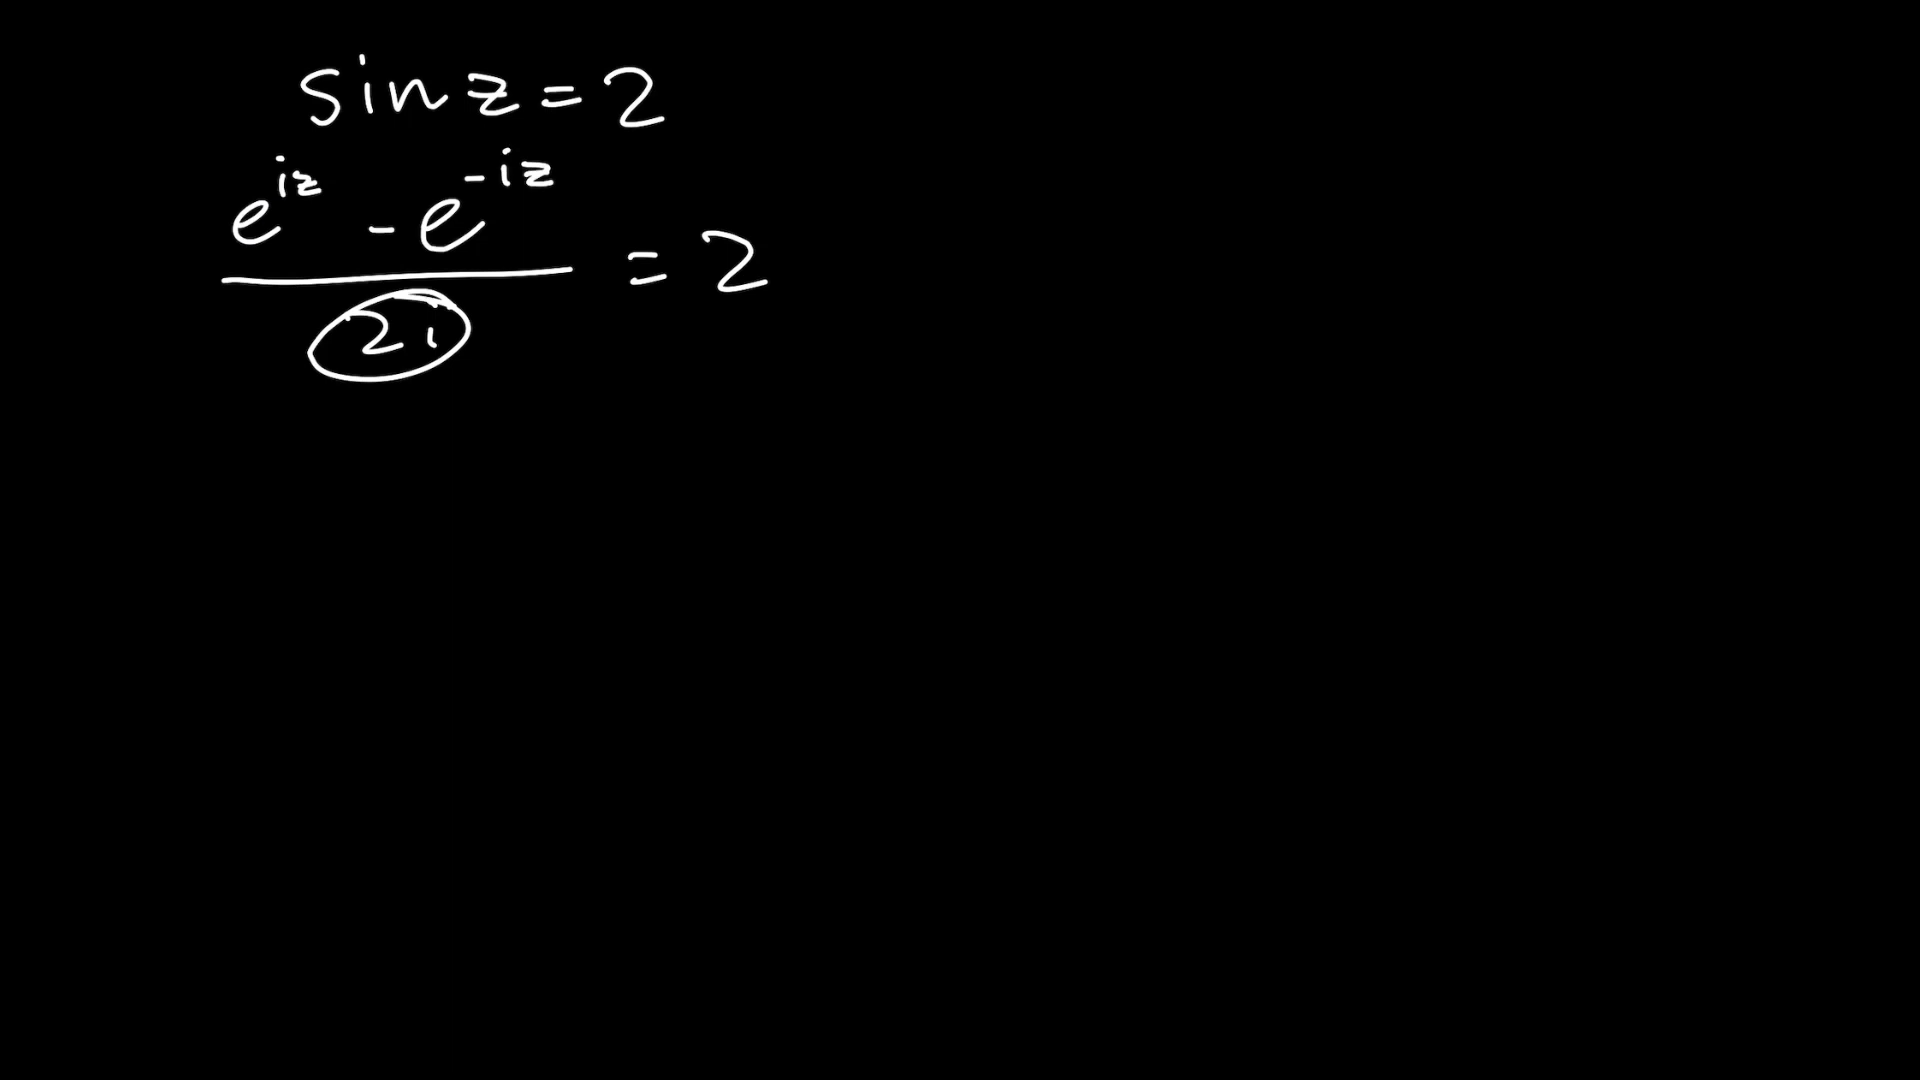 sin z = 2
e^{iz} - e^{-iz} / 2i = 2